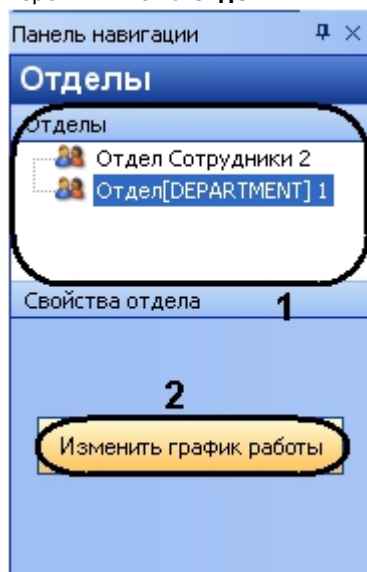 Панель навигации
Отделы
Отделы
Отдел Сотрудники 2
Отдел[DEPARTMENT] 1
Свойства отдела
1
2
Изменить график работы